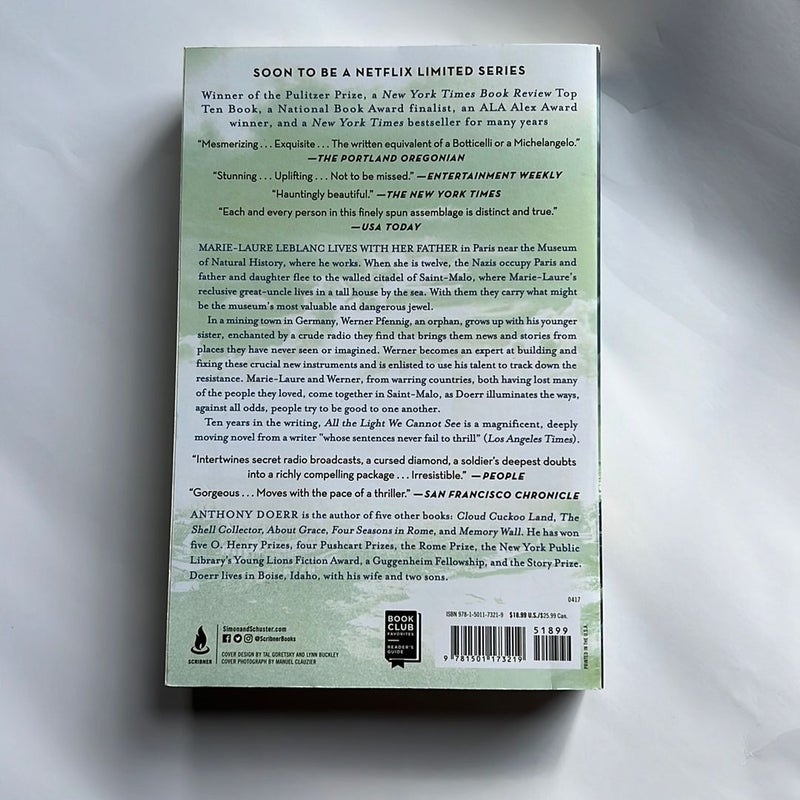 SOON TO BE A NETFLIX LIMITED SERIES
Winner of the Pulitzer Prize, a New York Times Book Review Top
Ten Book, a National Book Award finalist, an ALA Alex Award
winner, and a New York Times bestseller for many years
“Mesmerizing . . . Exquisite . . . The written equivalent of a Botticelli or a Michelangelo.”
—THE PORTLAND OREGONIAN
“Stunning . . . Uplifting . . . Not to be missed.” —ENTERTAINMENT WEEKLY
“Hauntingly beautiful.” —THE NEW YORK TIMES
“Each and every person in this finely spun assemblage is distinct and true.”
—USA TODAY
MARIE-LAURE LEBLANC LIVES WITH HER FATHER in Paris near the Museum
of Natural History, where he works. When she is twelve, the Nazis occupy Paris and
father and daughter flee to the walled citadel of Saint-Malo, where Marie-Laure’s
reclusive great-uncle lives in a tall house by the sea. With them they carry what might
be the museum’s most valuable and dangerous jewel.
In a mining town in Germany, Werner Pfennig, an orphan, grows up with his younger
sister, enchanted by a crude radio they find that brings them news and stories from
places they have never seen or imagined. Werner becomes an expert at building and
fixing these crucial new instruments and is enlisted to use his talent to track down the
resistance. Marie-Laure and Werner, from warring countries, both having lost many
of the people they loved, come together in Saint-Malo, as Doerr illuminates the ways,
against all odds, people try to be good to one another.
Ten years in the writing, All the Light We Cannot See is a magnificent, deeply
moving novel from a writer “whose sentences never fail to thrill” (Los Angeles Times).
“Intertwines secret radio broadcasts, a cursed diamond, a soldier’s deepest doubts
into a richly compelling package . . . Irresistible.” —PEOPLE
“Gorgeous . . . Moves with the pace of a thriller.” —SAN FRANCISCO CHRONICLE
ANTHONY DOERR is the author of five other books: Cloud Cuckoo Land, The
Shell Collector, About Grace, Four Seasons in Rome, and Memory Wall. He has won
five O. Henry Prizes, four Pushcart Prizes, the Rome Prize, the New York Public
Library’s Young Lions Fiction Award, a Guggenheim Fellowship, and the Story Prize.
Doerr lives in Boise, Idaho, with his wife and two sons.
0417
SimonandSchuster.com
@ScribnerBooks
SCRIBNER
COVER DESIGN BY TAL GORETSKY AND LYNN BUCKLEY
COVER PHOTOGRAPH BY MANUEL CLAUZIER
BOOK
CLUB
FAVORITES
READER’S
GUIDE
ISBN 978-1-5011-7321-9 $18.99 U.S./$25.99 Can.
51899
9 781501 173219
PRINTED IN THE U.S.A.